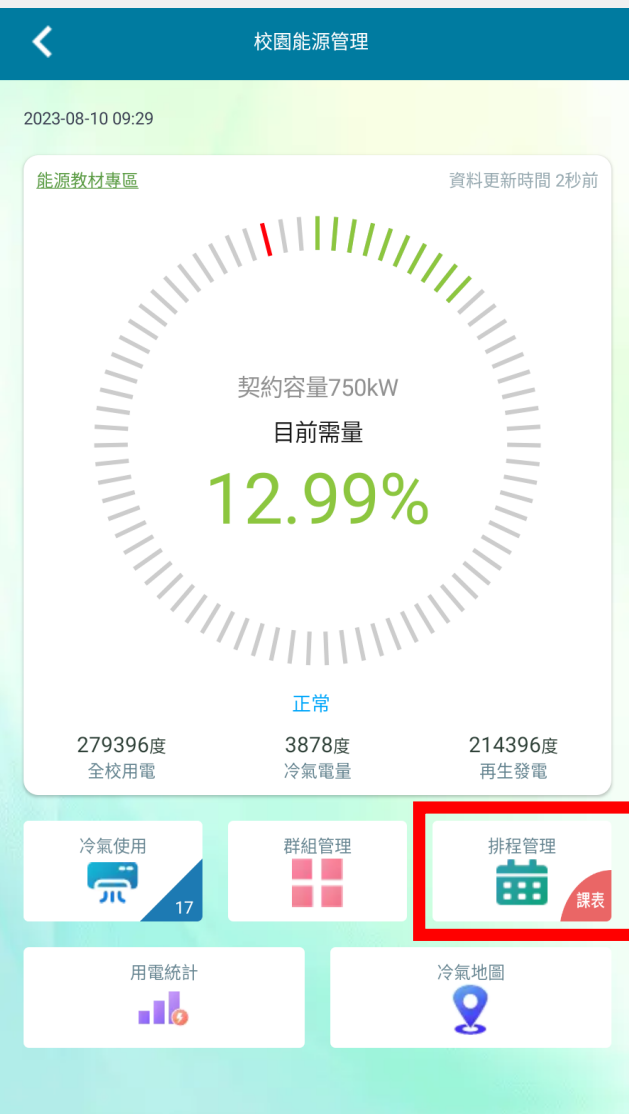 校園能源管理
2023-08-10 09:29
能源教材專區 資料更新時間 2秒前
契約容量750kW
目前需量
12.99%
正常
279396度 3878度 214396度
全校用電 冷氣電量 再生發電
冷氣使用 群組管理 排程管理
17 課表
用電統計 冷氣地圖